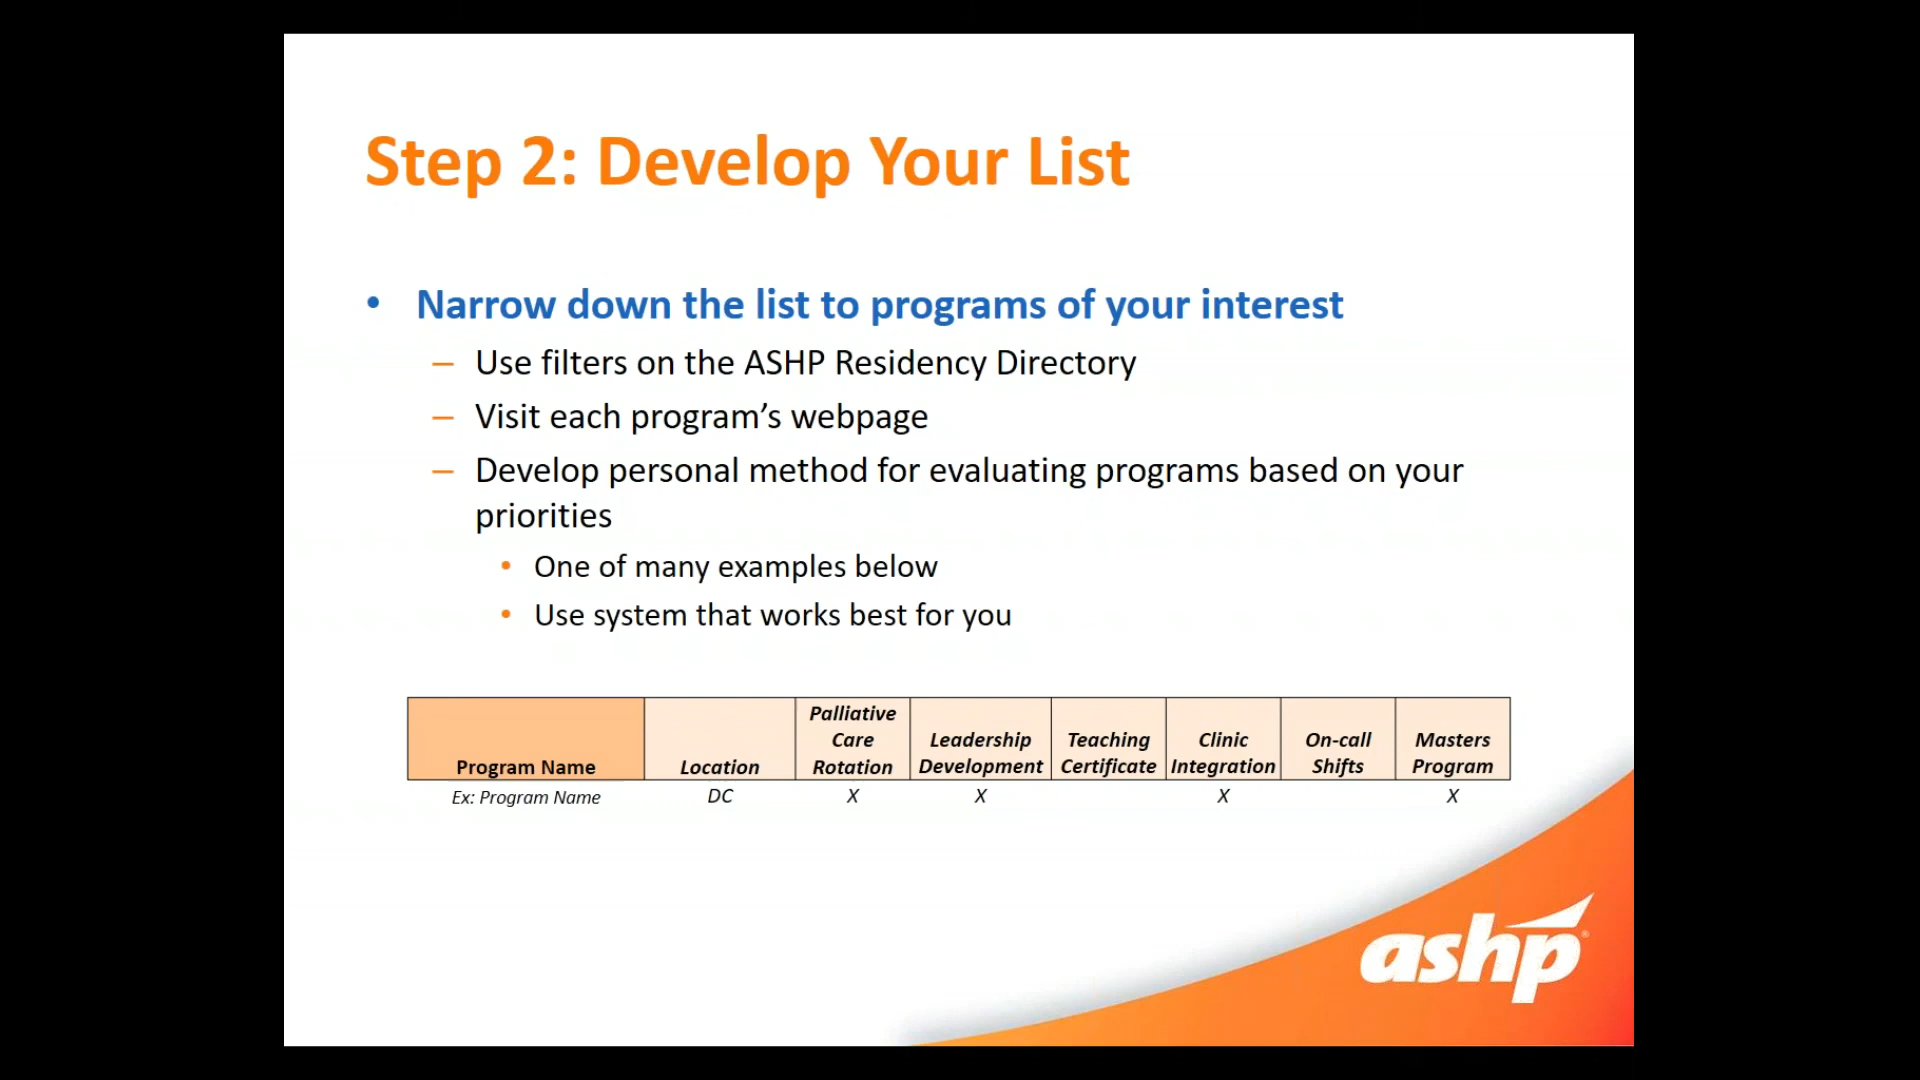 Step 2: Develop Your List
• Narrow down the list to programs of your interest
– Use filters on the ASHP Residency Directory
– Visit each program’s webpage
– Develop personal method for evaluating programs based on your
priorities
• One of many examples below
• Use system that works best for you
Program Name Location Palliative Care Rotation Leadership Development Teaching Certificate Clinic Integration On-call Shifts Masters Program
Ex: Program Name DC X X X X
ashp®